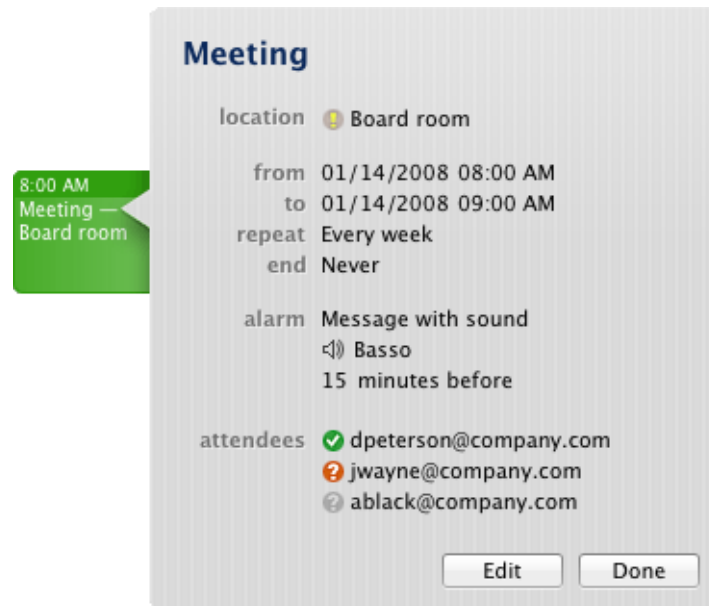 Meeting
location Board room
from 01/14/2008 08:00 AM
to 01/14/2008 09:00 AM
repeat Every week
end Never
alarm Message with sound
Basso
15 minutes before
attendees dpeterson@company.com
jwayne@company.com
ablack@company.com
Edit Done
8:00 AM
Meeting —
Board room